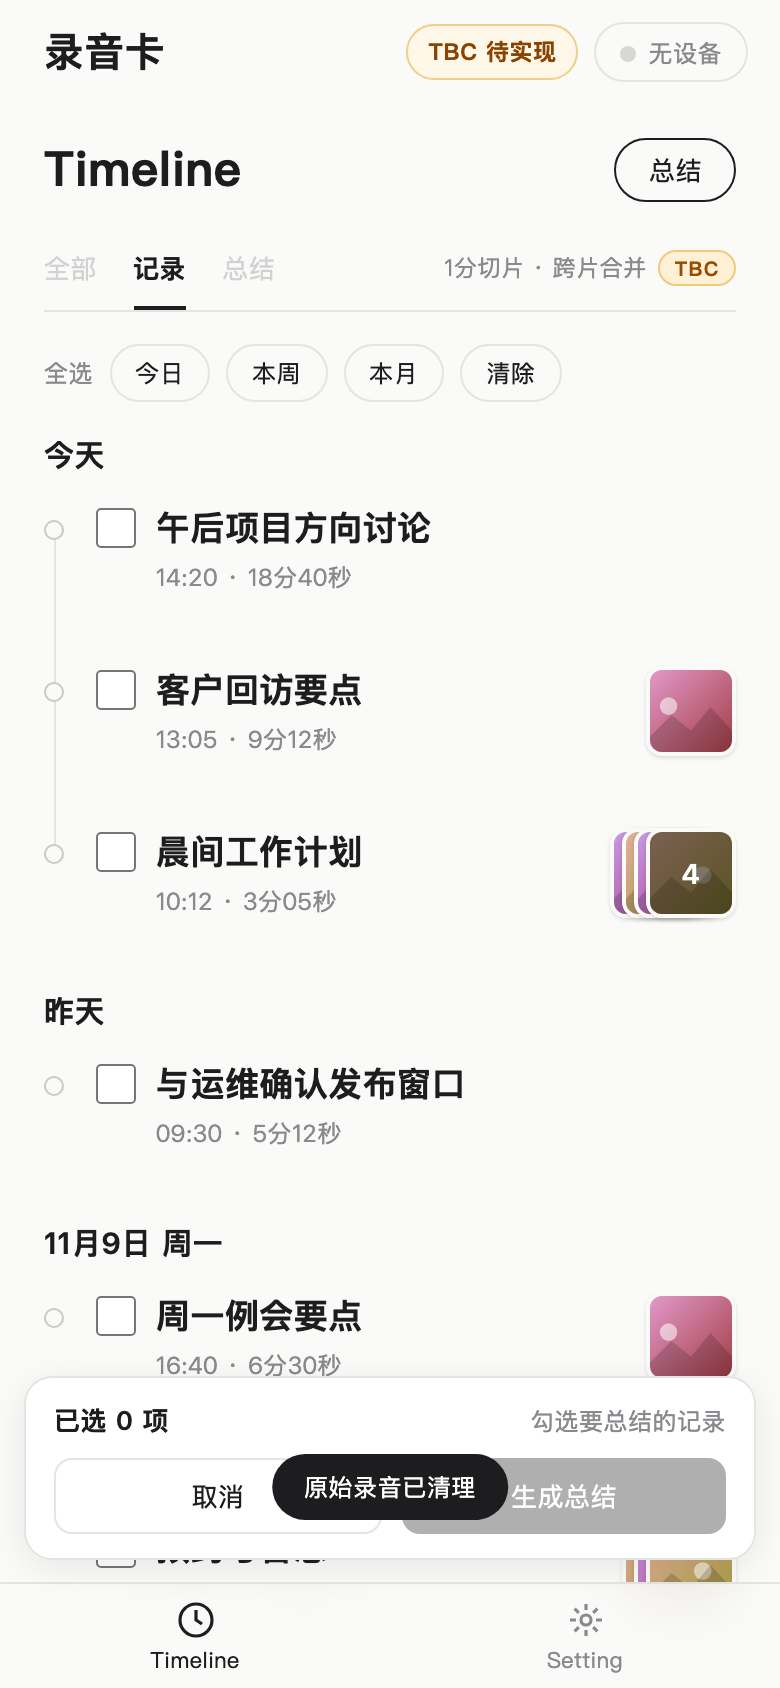 录音卡
TBC 待实现
无设备
Timeline
总结
全部 记录 总结
1分切片 · 跨片合并 TBC
全选 今日 本周 本月 清除
今天
午后项目方向讨论
14:20 · 18分40秒
客户回访要点
13:05 · 9分12秒
晨间工作计划
10:12 · 3分05秒
4
昨天
与运维确认发布窗口
09:30 · 5分12秒
11月9日 周一
周一例会要点
16:40 · 6分30秒
已选 0 项
勾选要总结的记录
取消
原始录音已清理
生成总结
Timeline
Setting